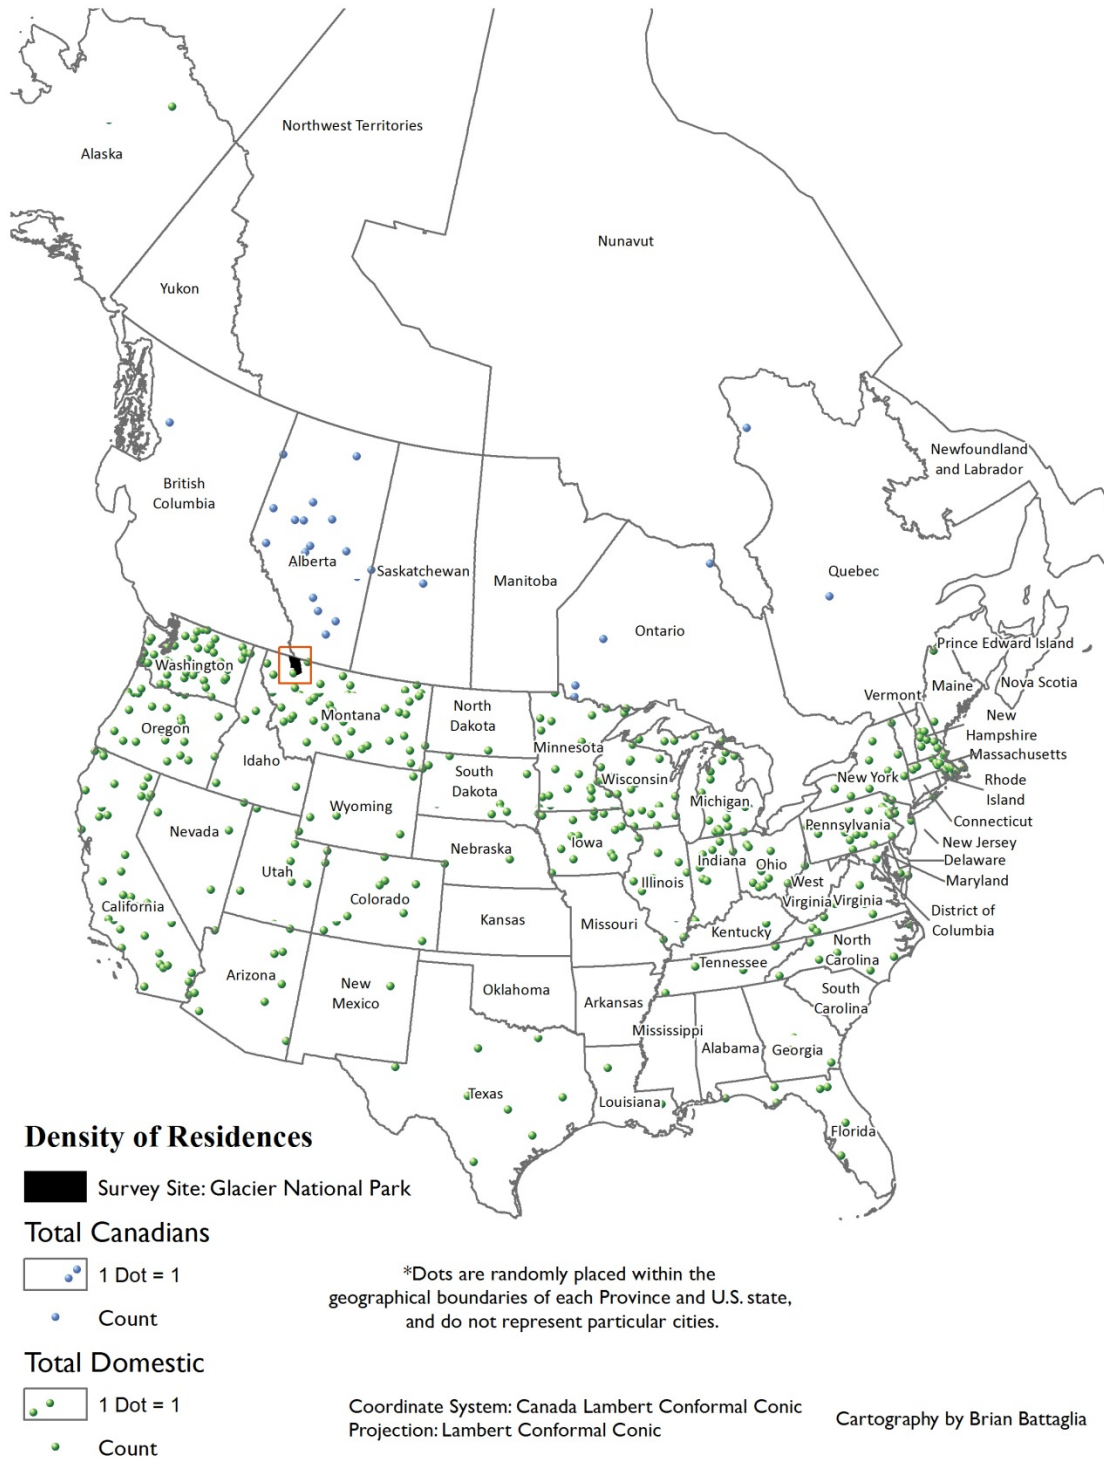 Northwest Territories
Alaska
Nunavut
Yukon
Newfoundland
and Labrador
British
Columbia
Alberta
Saskatchewan
Manitoba
Quebec
Ontario
Prince Edward Island
Washington
Nova Scotia
Maine
Vermont
North
Dakota
Montana
New
Hampshire
Oregon
Minnesota
Massachusetts
Idaho
South
Dakota
Wisconsin
New York
Rhode
Island
Michigan
Wyoming
Connecticut
Nevada
Pennsylvania
Iowa
New Jersey
Nebraska
Delaware
Indiana
Ohio
Utah
Maryland
Illinois
West
Virginia
Virginia
Colorado
California
District of
Columbia
Kansas
Missouri
Kentucky
North
Carolina
Tennessee
Arizona
New
Mexico
Oklahoma
South
Carolina
Arkansas
Mississippi
Alabama
Georgia
Texas
Louisiana
Florida
Density of Residences
Survey Site: Glacier National Park
Total Canadians
1 Dot = 1
Count
Total Domestic
1 Dot = 1
Count
*Dots are randomly placed within the
geographical boundaries of each Province and U.S. state,
and do not represent particular cities.
Coordinate System: Canada Lambert Conformal Conic
Projection: Lambert Conformal Conic
Cartography by Brian Battaglia